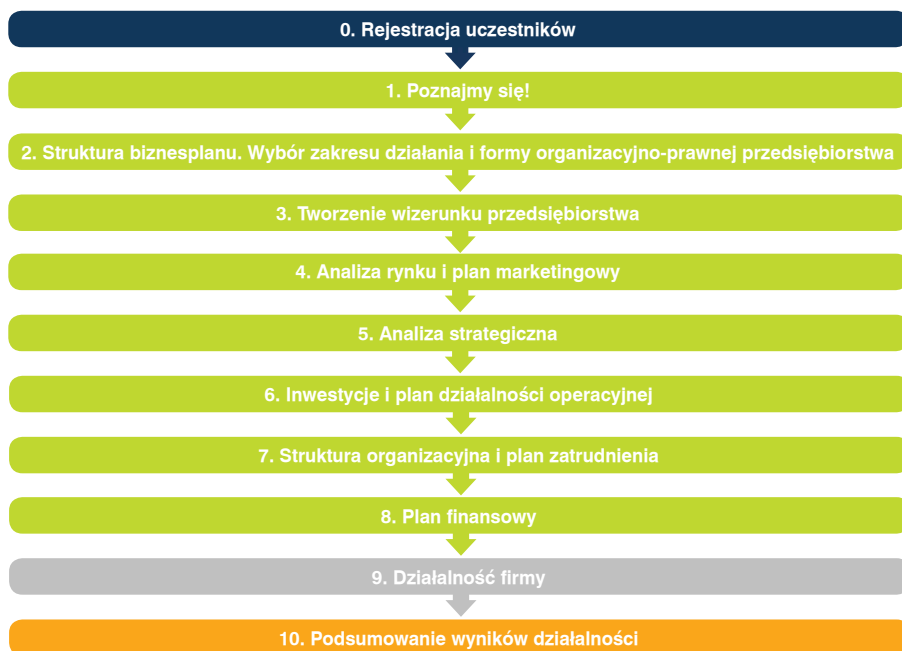 0. Rejestracja uczestników
1. Poznajmy się!
2. Struktura biznesplanu. Wybór zakresu działania i formy organizacyjno-prawnej przedsiębiorstwa
3. Tworzenie wizerunku przedsiębiorstwa
4. Analiza rynku i plan marketingowy
5. Analiza strategiczna
6. Inwestycje i plan działalności operacyjnej
7. Struktura organizacyjna i plan zatrudnienia
8. Plan finansowy
9. Działalność firmy
10. Podsumowanie wyników działalności